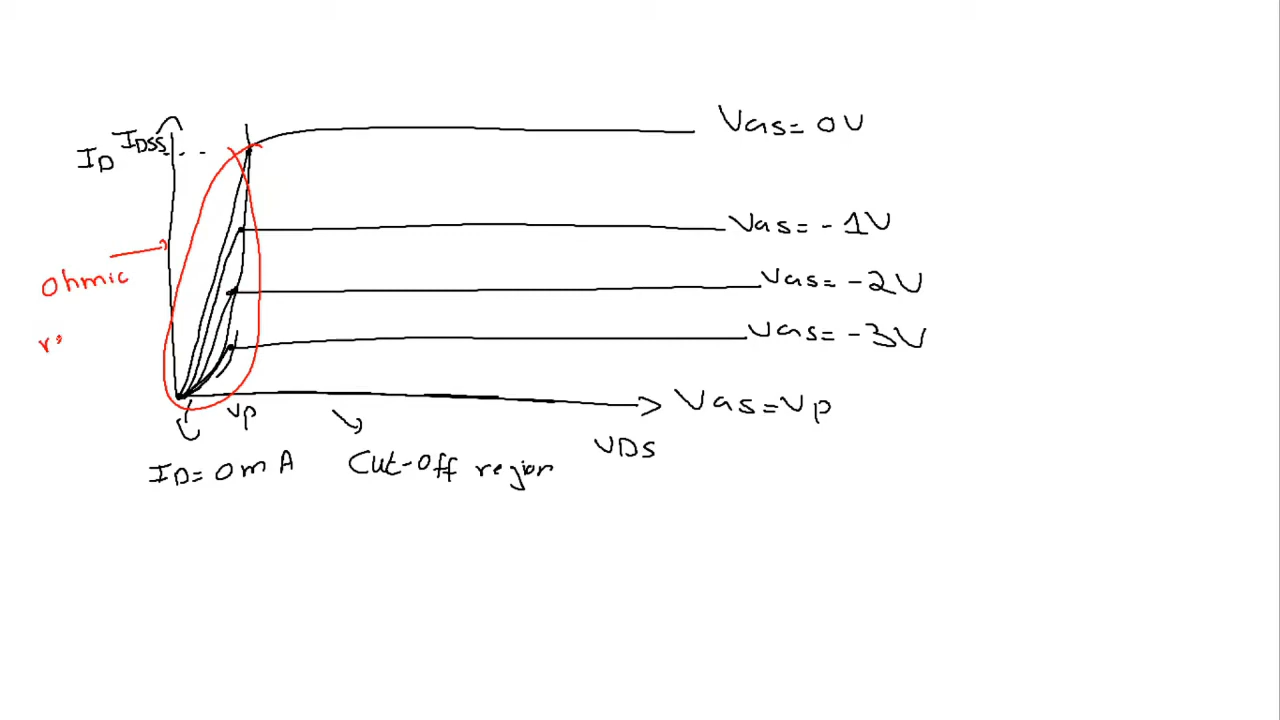 VGS = 0V
IDSS
ID
VGS = -1V
Ohmic
VGS = -2V
VGS = -3V
VGS = VP
VP
VDS
ID = 0mA
Cut-Off region